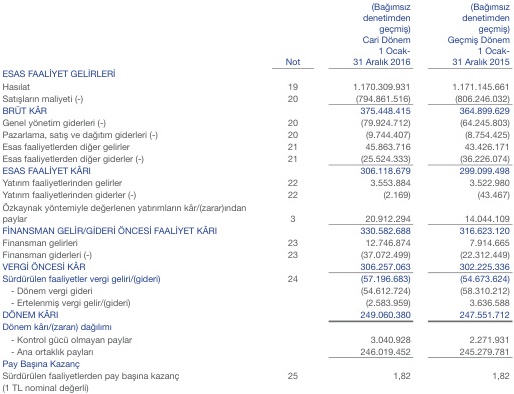 (Bağımsız (Bağımsız
denetimden denetimden
geçmiş) geçmiş)
Cari Dönem Geçmiş Dönem
1 Ocak- 1 Ocak-
Not 31 Aralık 2016 31 Aralık 2015
ESAS FAALİYET GELİRLERİ
Hasılat 19 1.170.309.931 1.171.145.661
Satışların maliyeti (-) 20 (794.861.516) (806.246.032)
BRÜT KÂR 375.448.415 364.899.629
Genel yönetim giderleri (-) 20 (79.924.712) (64.245.803)
Pazarlama, satış ve dağıtım giderleri (-) 20 (9.744.407) (8.754.425)
Esas faaliyetlerden diğer gelirler 21 45.863.716 43.426.171
Esas faaliyetlerden diğer giderler (-) 21 (25.524.333) (36.226.074)
ESAS FAALİYET KÂRI 306.118.679 299.099.498
Yatırım faaliyetlerinden gelirler 22 3.553.884 3.522.980
Yatırım faaliyetlerinden giderler (-) 22 (2.169) (43.467)
Özkaynak yöntemiyle değerlenen yatırımların kâr/(zarar)ından
paylar 3 20.912.294 14.044.109
FİNANSMAN GELİR/GİDERİ ÖNCESİ FAALİYET KÂRI 330.582.688 316.623.120
Finansman gelirleri 23 12.746.874 7.914.665
Finansman giderleri (-) 23 (37.072.499) (22.312.449)
VERGİ ÖNCESİ KÂR 306.257.063 302.225.336
Sürdürülen faaliyetler vergi geliri/(gideri) 24 (57.196.683) (54.673.624)
- Dönem vergi gideri (54.612.724) (58.310.212)
- Ertelenmiş vergi gelir/(gideri) (2.583.959) 3.636.588
DÖNEM KÂRI 249.060.380 247.551.712
Dönem kârı/(zararı) dağılımı
- Kontrol gücü olmayan paylar 3.040.928 2.271.931
- Ana ortaklık payları 246.019.452 245.279.781
Pay Başına Kazanç
Sürdürülen faaliyetlerden pay başına kazanç 25 1,82 1,82
(1 TL nominal değerli)